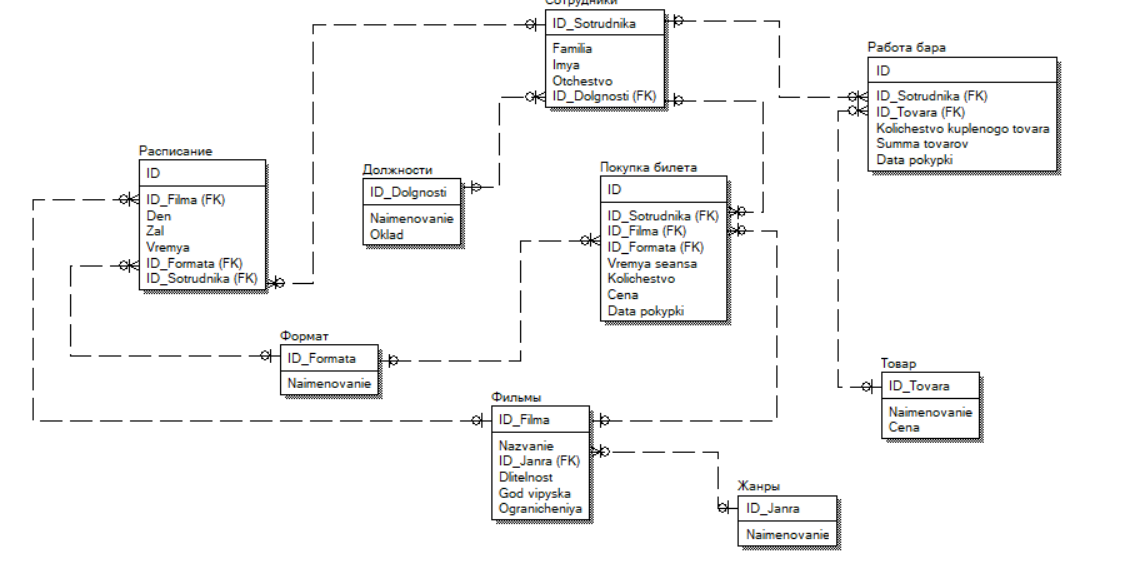 Сотрудники
ID_Sotrudnika
Familia
Imya
Otchestvo
ID_Dolgnosti (FK)
Работа бара
ID
ID_Sotrudnika (FK)
ID_Tovara (FK)
Kolichestvo kuplenogo tovara
Summa tovarov
Data pokypki
Расписание
ID
ID_Filma (FK)
Den
Zal
Vremya
ID_Formata (FK)
ID_Sotrudnika (FK)
Должности
ID_Dolgnosti
Naimenovanie
Oklad
Покупка билета
ID
ID_Sotrudnika (FK)
ID_Filma (FK)
ID_Formata (FK)
Vremya seansa
Kolichestvo
Cena
Data pokypki
Формат
ID_Formata
Naimenovanie
Товар
ID_Tovara
Naimenovanie
Cena
Фильмы
ID_Filma
Nazvanie
ID_Janra (FK)
Dlitelnost
God vipyska
Ogranicheniya
Жанры
ID_Janra
Naimenovanie